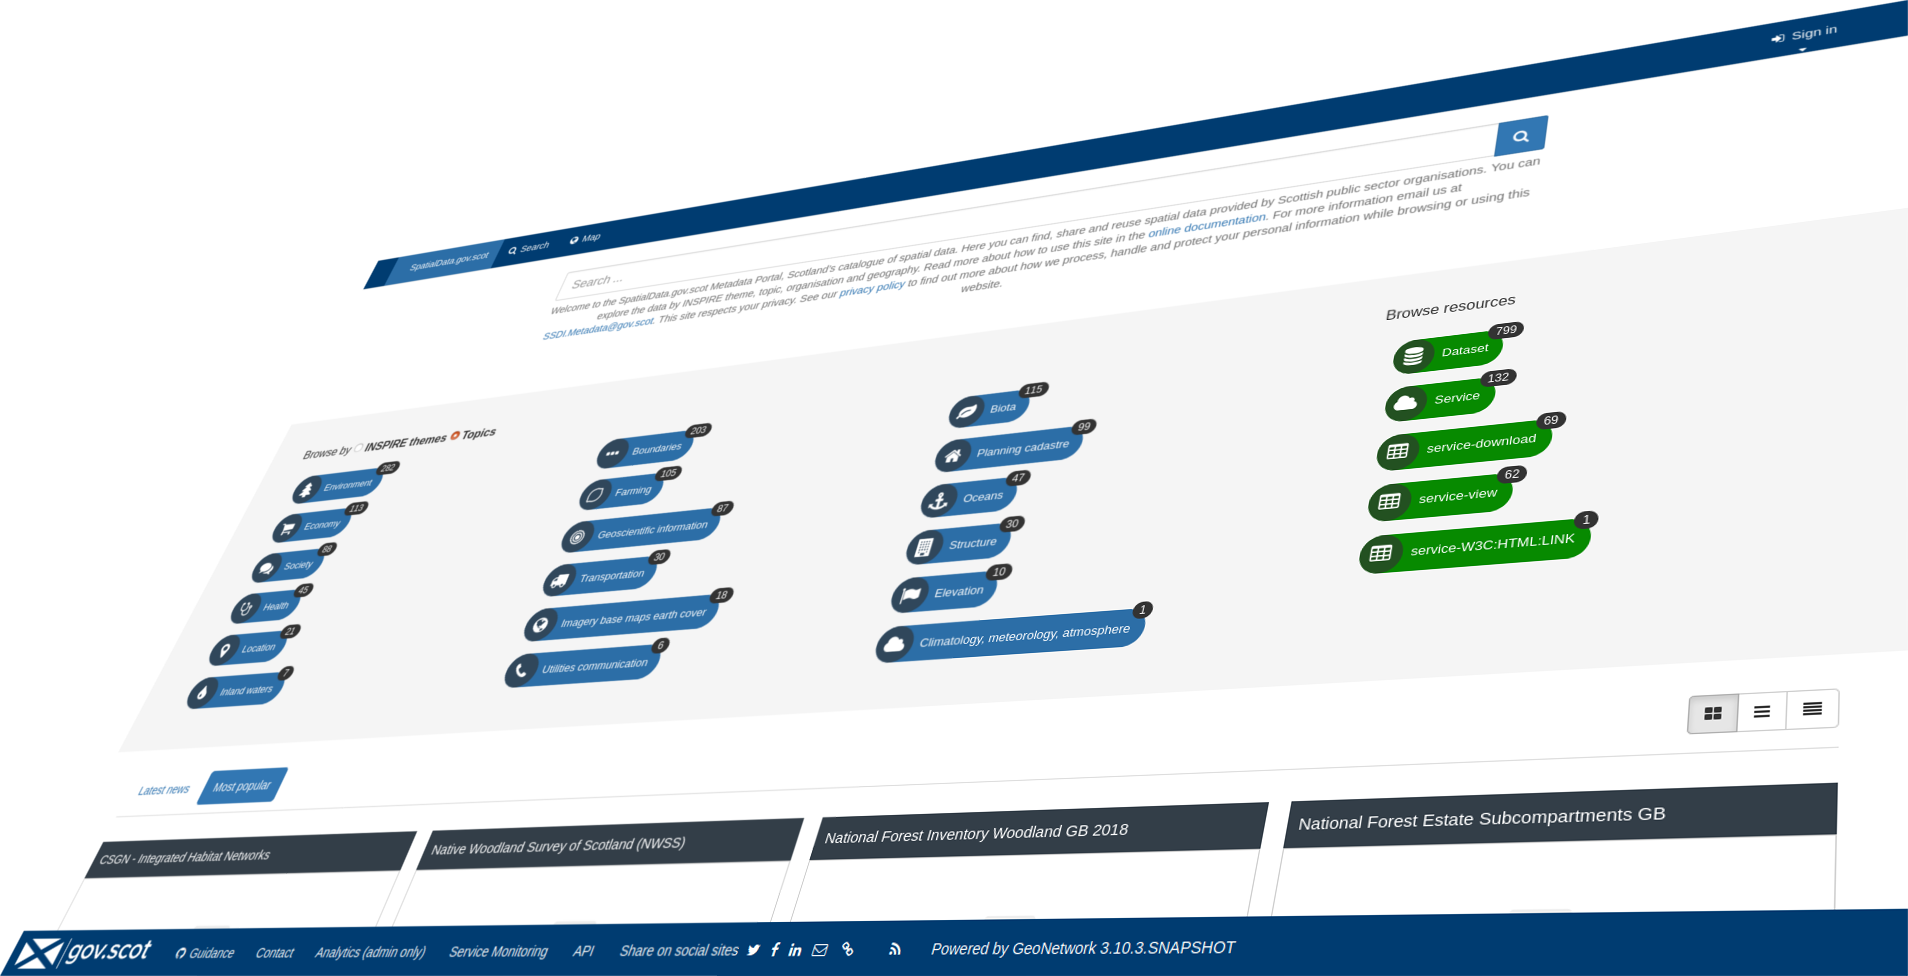 Sign in
SpatialData.gov.scot Search Map
Search ...
Welcome to the SpatialData.gov.scot Metadata Portal, Scotland's catalogue of spatial data. Here you can find, share and reuse spatial data provided by Scottish public sector organisations. You can
explore the data by INSPIRE theme, topic, organisation and geography. Read more about how to use this site in the online documentation. For more information email us at
SSDI.Metadata@gov.scot. This site respects your privacy. See our privacy policy to find out more about how we process, handle and protect your personal information while browsing or using this
website.
Browse by INSPIRE themes Topics
Environment 282
Economy 113
Society 88
Health 45
Location 21
Inland waters 7
Boundaries 203
Farming 105
Geoscientific information 87
Transportation 30
Imagery base maps earth cover 18
Utilities communication 6
Biota 115
Planning cadastre 99
Oceans 47
Structure 30
Elevation 10
Climatology, meteorology, atmosphere 1
Browse resources
Dataset 799
Service 132
service-download 69
service-view 62
service-W3C:HTML:LINK 1
Latest news Most popular
CSGN - Integrated Habitat Networks
Native Woodland Survey of Scotland (NWSS)
National Forest Inventory Woodland GB 2018
National Forest Estate Subcompartments GB
gov.scot Guidance Contact Analytics (admin only) Service Monitoring API Share on social sites Powered by GeoNetwork 3.10.3.SNAPSHOT